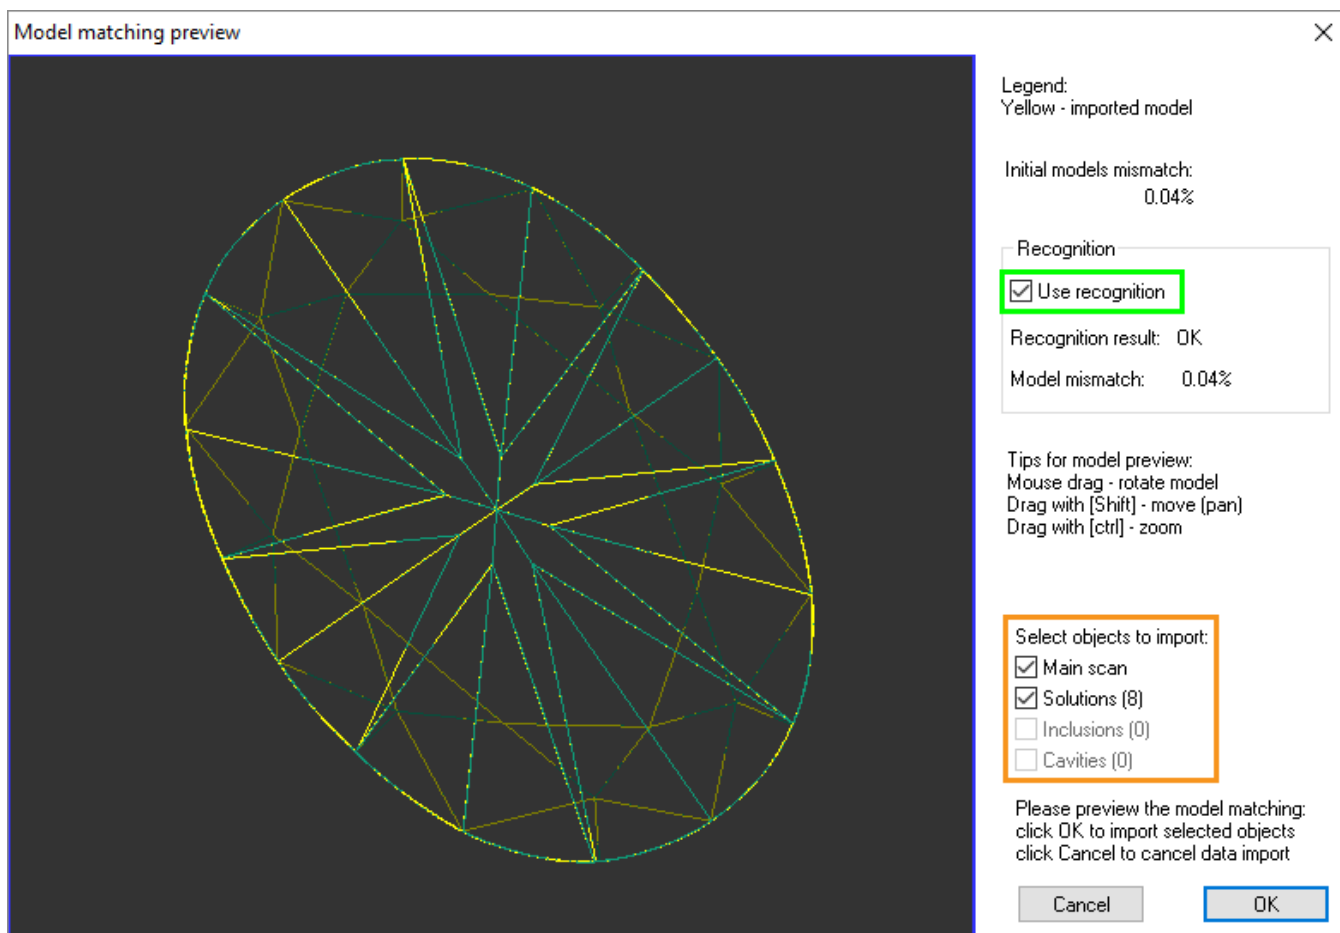 Model matching preview
Legend:
Yellow - imported model
Initial models mismatch:
0.04%
Recognition
Use recognition
Recognition result: OK
Model mismatch: 0.04%
Tips for model preview:
Mouse drag - rotate model
Drag with [Shift] - move (pan)
Drag with [ctrl] - zoom
Select objects to import:
Main scan
Solutions (8)
Inclusions (0)
Cavities (0)
Please preview the model matching:
click OK to import selected objects
click Cancel to cancel data import
Cancel OK